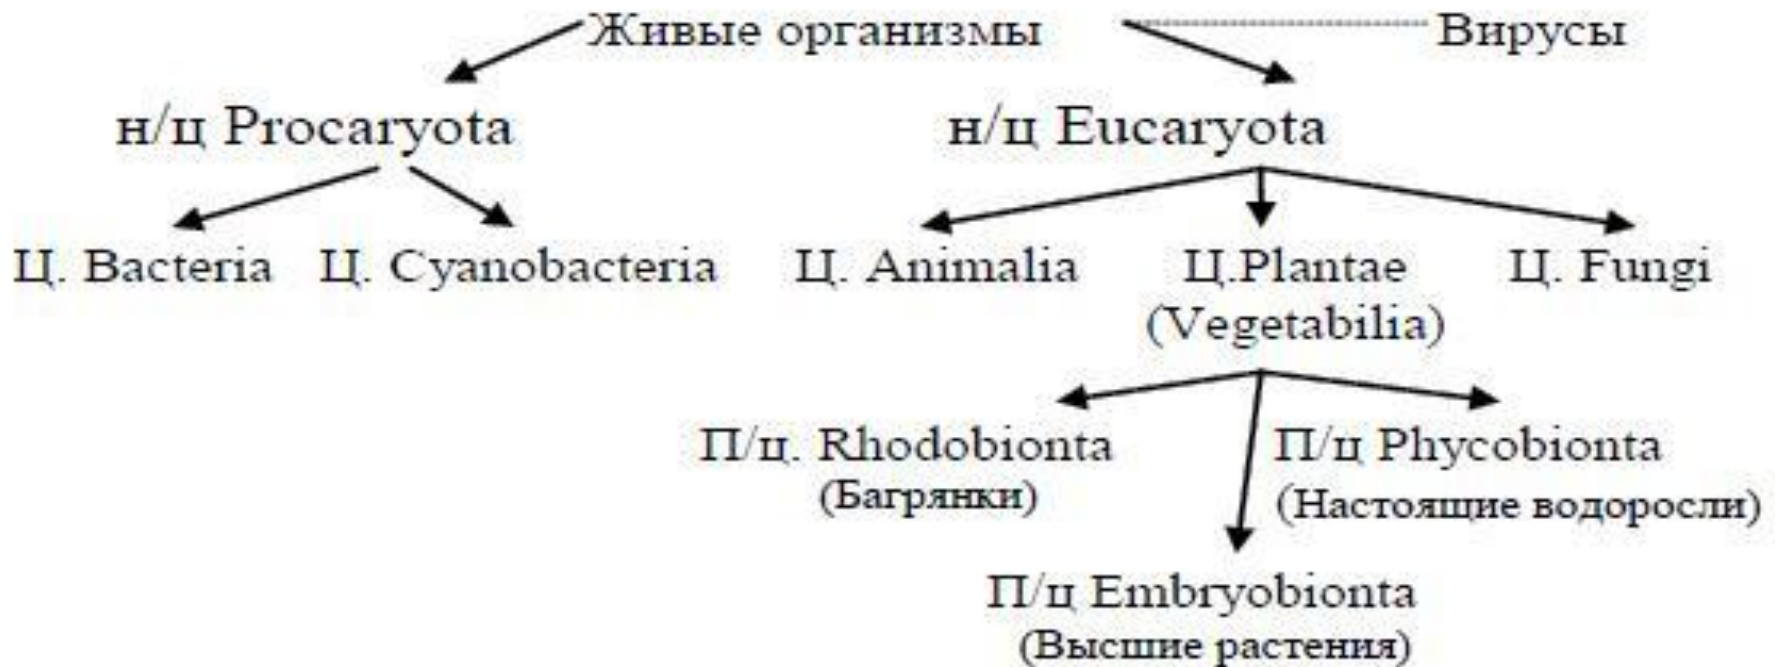 Живые организмы Вирусы
н/ц Procaryota н/ц Eucaryota
Ц. Bacteria Ц. Cyanobacteria Ц. Animalia Ц.Plantae Ц. Fungi
(Vegetabilia)
П/ц. Rhodobionta П/ц Phycobionta
(Багрянки) (Настоящие водоросли)
П/ц Embryobionta
(Высшие растения)